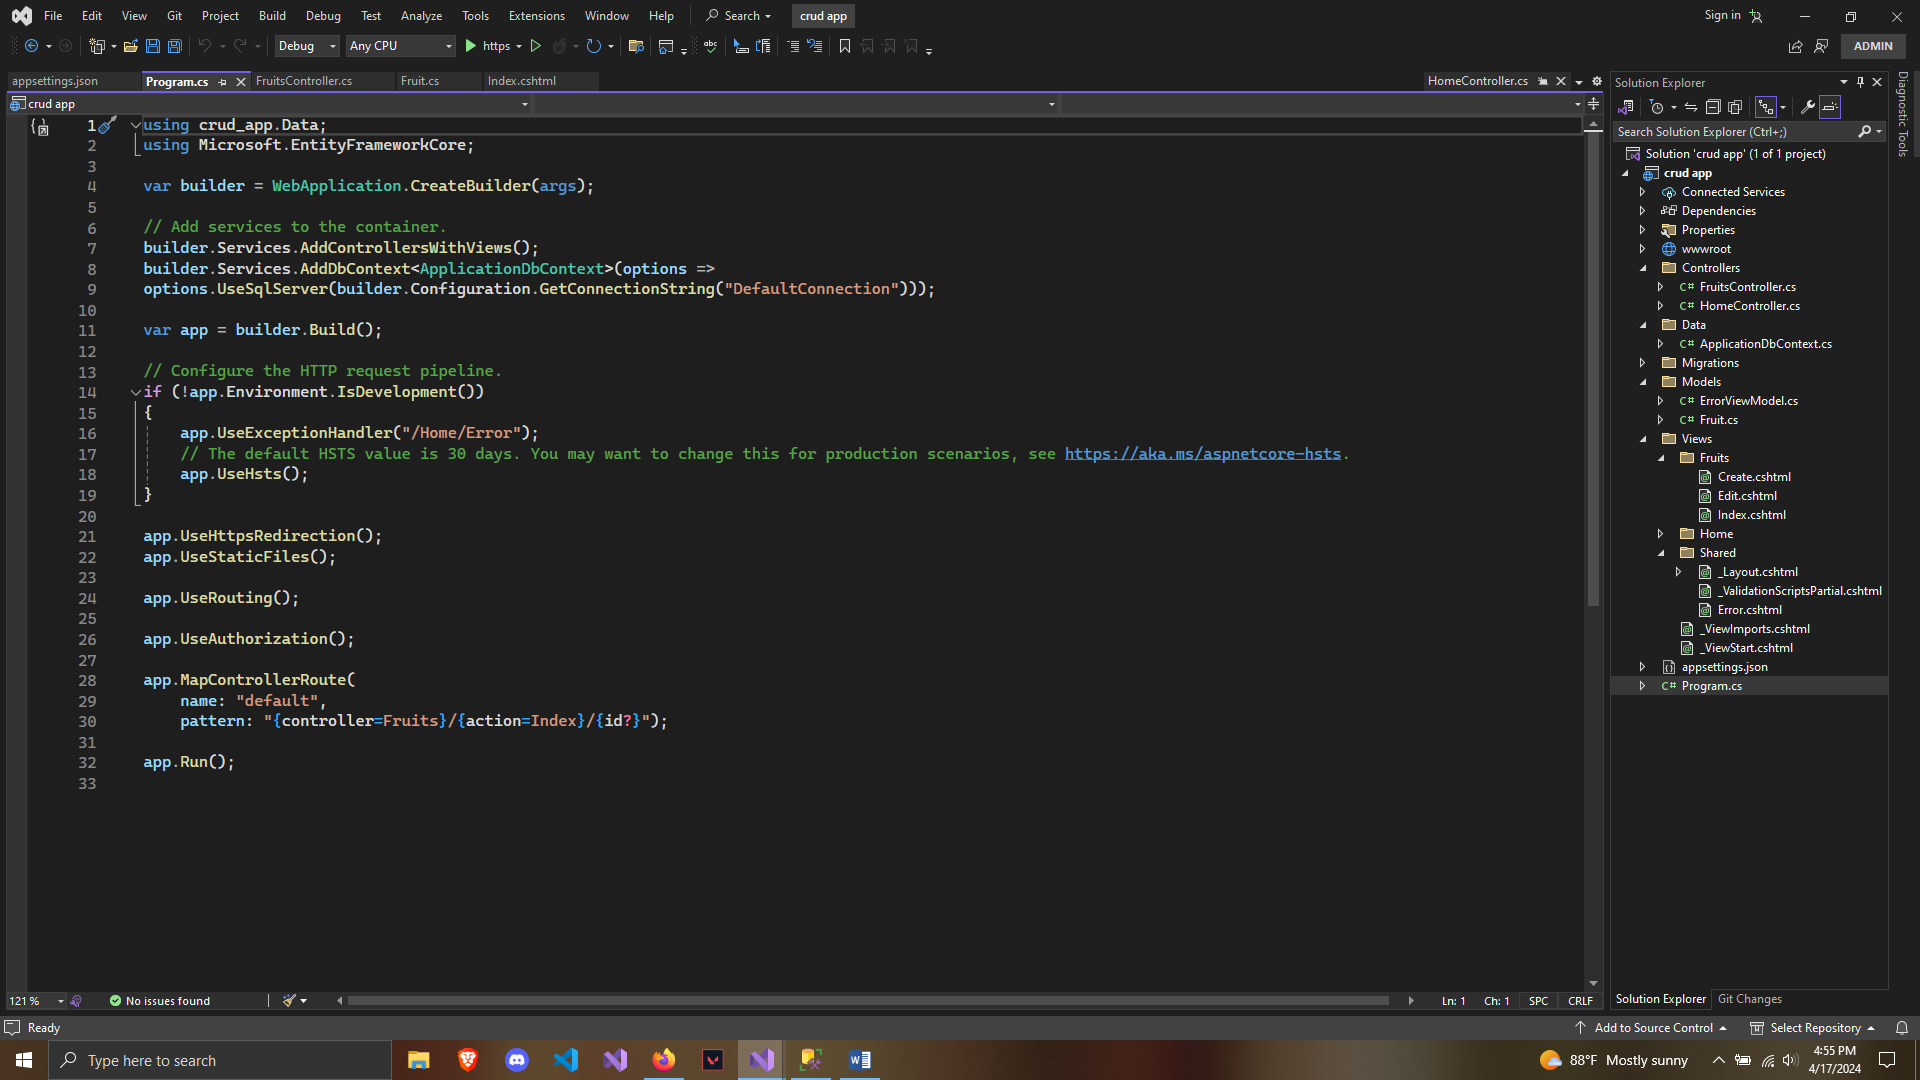 File Edit View Git Project Build Debug Test Analyze Tools Extensions Window Help Search crud app Sign in
Debug Any CPU https ADMIN
appsettings.json Program.cs FruitsController.cs Fruit.cs Index.cshtml HomeController.cs
crud app
1 using crud_app.Data;
2 using Microsoft.EntityFrameworkCore;
3
4 var builder = WebApplication.CreateBuilder(args);
5
6 // Add services to the container.
7 builder.Services.AddControllersWithViews();
8 builder.Services.AddDbContext<ApplicationDbContext>(options =>
9 options.UseSqlServer(builder.Configuration.GetConnectionString("DefaultConnection")));
10
11 var app = builder.Build();
12
13 // Configure the HTTP request pipeline.
14 if (!app.Environment.IsDevelopment())
15 {
16 app.UseExceptionHandler("/Home/Error");
17 // The default HSTS value is 30 days. You may want to change this for production scenarios, see https://aka.ms/aspnetcore-hsts.
18 app.UseHsts();
19 }
20
21 app.UseHttpsRedirection();
22 app.UseStaticFiles();
23
24 app.UseRouting();
25
26 app.UseAuthorization();
27
28 app.MapControllerRoute(
29 name: "default",
30 pattern: "{controller=Fruits}/{action=Index}/{id?}");
31
32 app.Run();
33
121 % No issues found Ln: 1 Ch: 1 SPC CRLF
Solution Explorer
Search Solution Explorer (Ctrl+;)
Solution 'crud app' (1 of 1 project)
crud app
Connected Services
Dependencies
Properties
wwwroot
Controllers
C# FruitsController.cs
C# HomeController.cs
Data
C# ApplicationDbContext.cs
Migrations
Models
C# ErrorViewModel.cs
C# Fruit.cs
Views
Fruits
Create.cshtml
Edit.cshtml
Index.cshtml
Home
Shared
_Layout.cshtml
_ValidationScriptsPartial.cshtml
Error.cshtml
_ViewImports.cshtml
_ViewStart.cshtml
appsettings.json
C# Program.cs
Solution Explorer Git Changes
Diagnostic Tools
Ready Add to Source Control Select Repository
Type here to search 88°F Mostly sunny 4:55 PM
4/17/2024